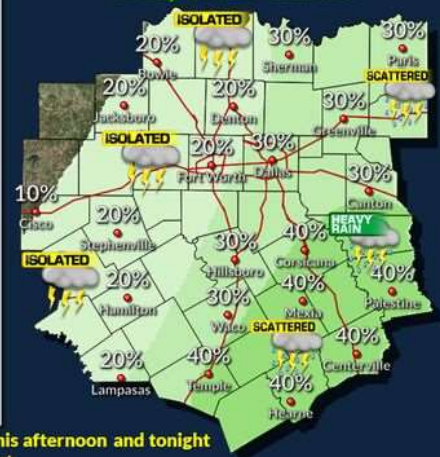 ISOLATED
20%
Bowie
30%
Sherman
30%
Paris
SCATTERED
20%
Jacksboro
20%
Denton
30%
Greenville
ISOLATED
20%
Fort Worth
30%
Dallas
30%
Canton
10%
Cisco
20%
Stephenville
HEAVY
RAIN
30%
Hillsboro
40%
Corsicana
ISOLATED
20%
Hamilton
40%
Mexia
40%
Palestine
30%
Waco
SCATTERED
20%
Lampasas
40%
Temple
40%
Centerville
40%
Hearne
his afternoon and tonight